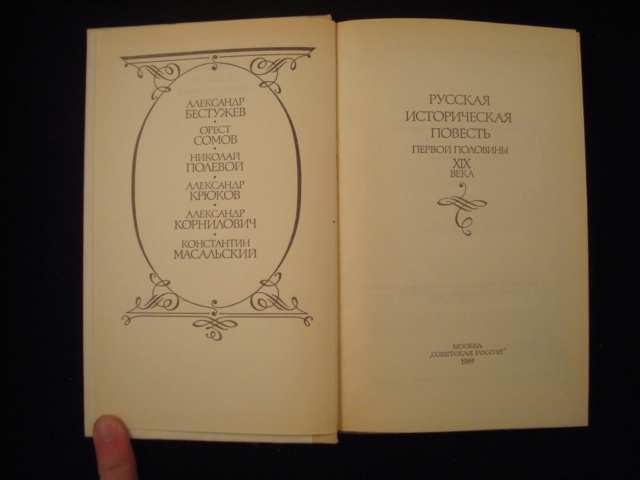 АЛЕКСАНДР
БЕСТУЖЕВ
•
ОРЕСТ
СОМОВ
•
НИКОЛАЙ
ПОЛЕВОЙ
•
АЛЕКСАНДР
КРЮКОВ
•
АЛЕКСАНДР
КОРНИЛОВИЧ
•
КОНСТАНТИН
МАСАЛЬСКИЙ
РУССКАЯ
ИСТОРИЧЕСКАЯ
ПОВЕСТЬ
ПЕРВОЙ ПОЛОВИНЫ
XIX
ВЕКА
МОСКВА
„СОВЕТСКАЯ РОССИЯ"
1989